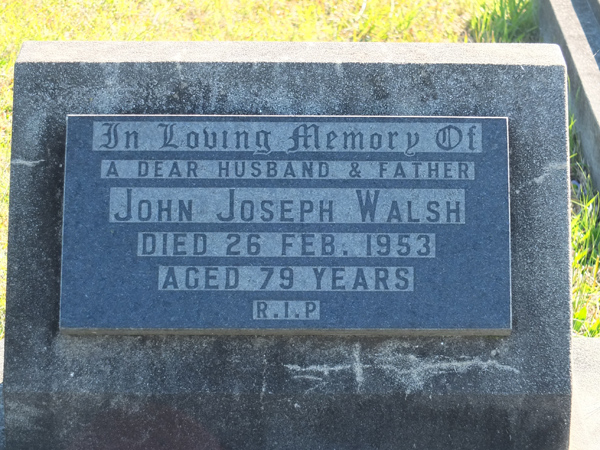 In Loving Memory Of
A DEAR HUSBAND & FATHER
JOHN JOSEPH WALSH
DIED 26 FEB. 1953
AGED 79 YEARS
R.I.P